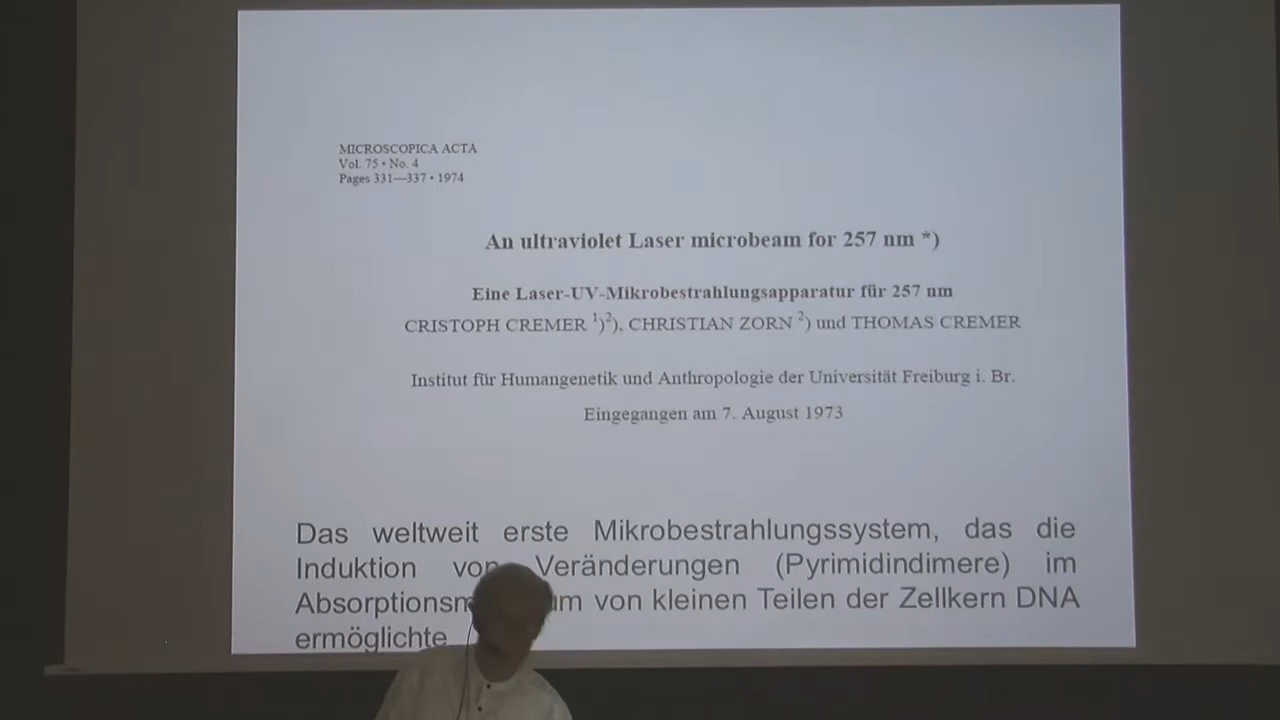 MICROSCOPICA ACTA
Vol. 75 • No. 4
Pages 331—337 • 1974
An ultraviolet Laser microbeam for 257 nm *)
Eine Laser-UV-Mikrobestrahlungsapparatur für 257 nm
CRISTOPH CREMER ¹)²), CHRISTIAN ZORN ²) und THOMAS CREMER
Institut für Humangenetik und Anthropologie der Universität Freiburg i. Br.
Eingegangen am 7. August 1973
Das weltweit erste Mikrobestrahlungssystem, das die
Induktion von Veränderungen (Pyrimidindimere) im
von kleinen Teilen der Zellkern DNA
ermöglichte